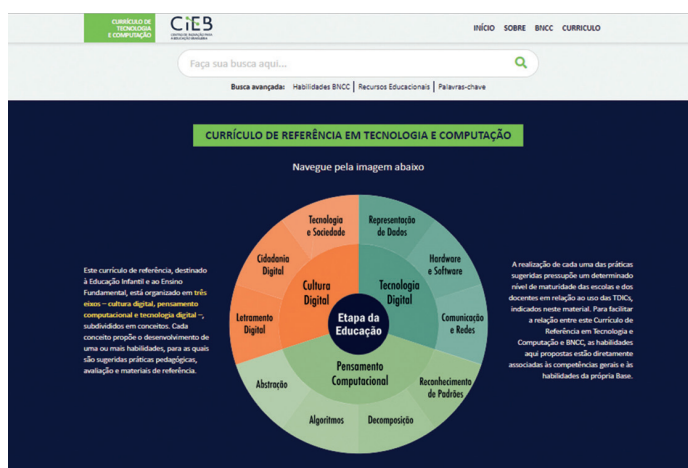 CURRÍCULO DE
TECNOLOGIA
E COMPUTAÇÃO
CIEB
INÍCIO SOBRE BNCC CURRICULO
Faça sua busca aqui...
Busca avançada: Habilidades BNCC | Recursos Educacionais | Palavras-chave
CURRÍCULO DE REFERÊNCIA EM TECNOLOGIA E COMPUTAÇÃO
Navegue pela imagem abaixo
Este currículo de referência, destinado
à Educação Infantil e ao Ensino
Fundamental, está organizado em três
eixos – cultura digital, pensamento
computacional e tecnologia digital –,
subdivididos em conceitos. Cada
conceito propõe o desenvolvimento de
uma ou mais habilidades, para as quais
são sugeridas práticas pedagógicas,
avaliação e materiais de referência.
Tecnologia
e Sociedade
Representação
de Dados
Cidadania
Digital
Hardware
e Software
Cultura
Digital
Tecnologia
Digital
Letramento
Digital
Etapa da
Educação
Comunicação
e Redes
Pensamento
Computacional
Abstração
Reconhecimento
de Padrões
Algoritmos
Decomposição
A realização de cada uma das práticas
sugeridas pressupõe um determinado
nível de maturidade das escolas e dos
docentes em relação ao uso das TDICs,
indicados neste material. Para facilitar
a relação entre este Currículo de
Referência em Tecnologia e
Computação e BNCC, as habilidades
aqui propostas estão diretamente
associadas às competências gerais e às
habilidades da própria Base.